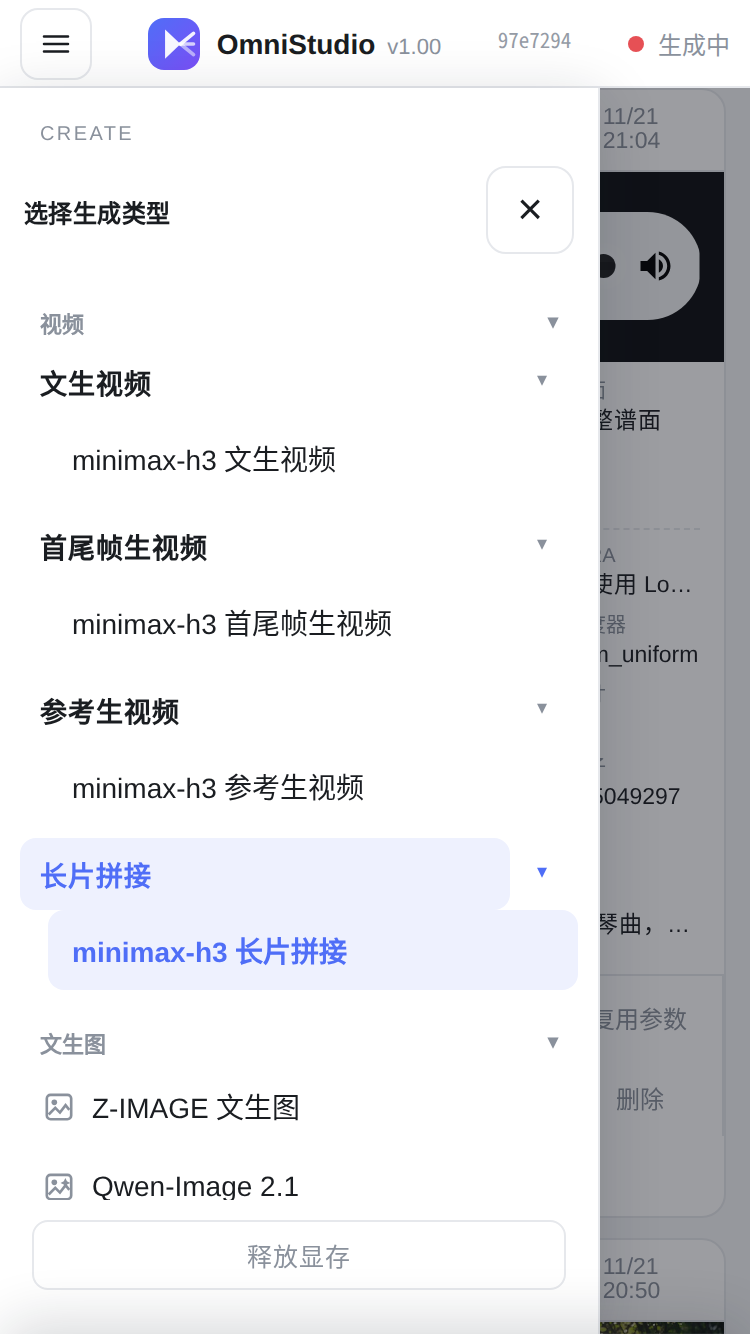 OmniStudio v1.00 97e7294 生成中
CREATE
选择生成类型
视频
文生视频
minimax-h3 文生视频
首尾帧生视频
minimax-h3 首尾帧生视频
参考生视频
minimax-h3 参考生视频
长片拼接
minimax-h3 长片拼接
文生图
Z-IMAGE 文生图
Qwen-Image 2.1
释放显存
11/21
21:04
谱面
使用 Lo...
器
_uniform
5049297
琴曲，...
复用参数
删除
11/21
20:50